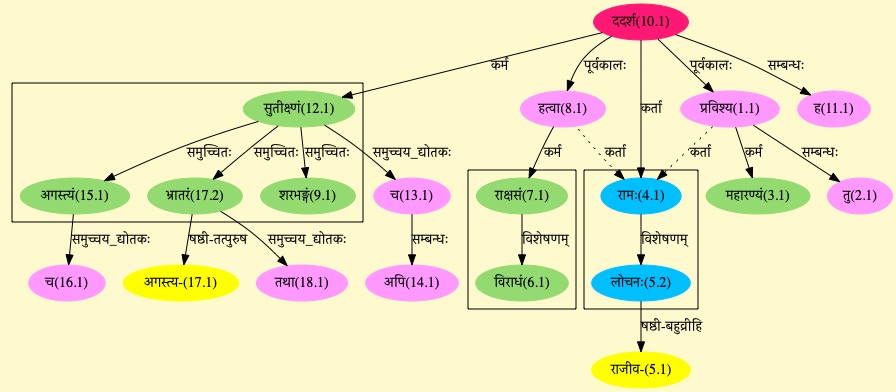 ददर्श(10.1)
कर्म पूर्वकालः पूर्वकालः सम्बन्धः
सुतीक्ष्णं(12.1) हत्वा(8.1) कर्ता प्रविश्य(1.1) ह(11.1)
समुच्चितः समुच्चितः समुच्चितः समुच्चय_द्योतकः कर्म कर्ता कर्ता कर्म सम्बन्धः
अगस्त्यं(15.1) भ्रातरं(17.2) शरभङ्गं(9.1) च(13.1) राक्षसं(7.1) रामः(4.1) महारण्यं(3.1) तु(2.1)
समुच्चय_द्योतकः षष्ठी-तत्पुरुष समुच्चय_द्योतकः सम्बन्धः विशेषणम् विशेषणम्
च(16.1) अगस्त्य-(17.1) तथा(18.1) अपि(14.1) विराधं(6.1) लोचनः(5.2)
षष्ठी-बहुव्रीहि
राजीव-(5.1)